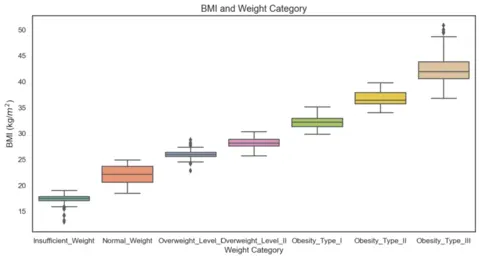 BMI and Weight Category
BMI (kg/m²)
50
45
40
35
30
25
20
15
Insufficient_Weight Normal_Weight Overweight_Level_I Overweight_Level_II Obesity_Type_I Obesity_Type_II Obesity_Type_III
Weight Category